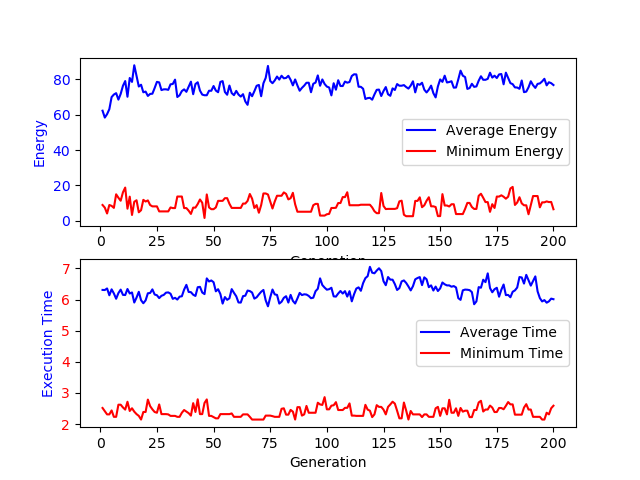 Energy
80
60
40
20
0
Average Energy
Minimum Energy
0 25 50 75 100 125 150 175 200
Generation
Execution Time
7
6
5
4
3
2
Average Time
Minimum Time
0 25 50 75 100 125 150 175 200
Generation